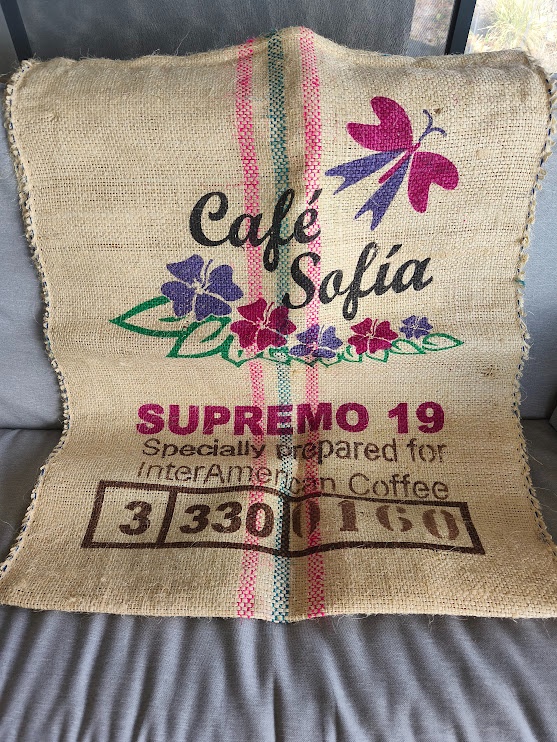 Café
Sofía
SUPREMO 19
Specially prepared for
InterAmerican Coffee
3 330 0160